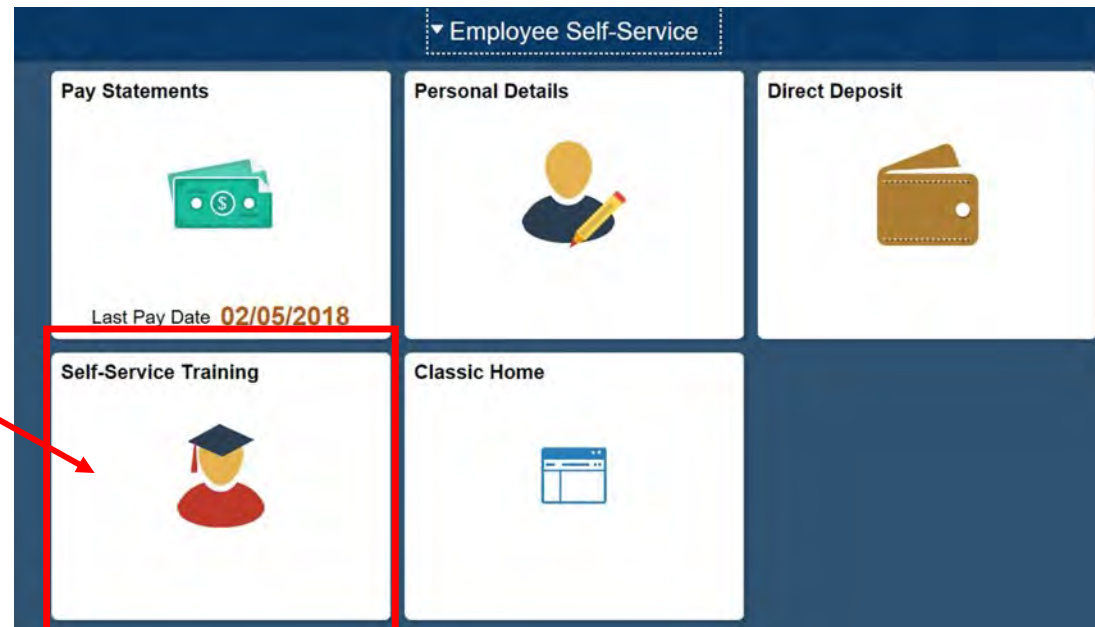 Employee Self-Service
Pay Statements
Personal Details
Direct Deposit
$
Last Pay Date 02/05/2018
Self-Service Training
Classic Home